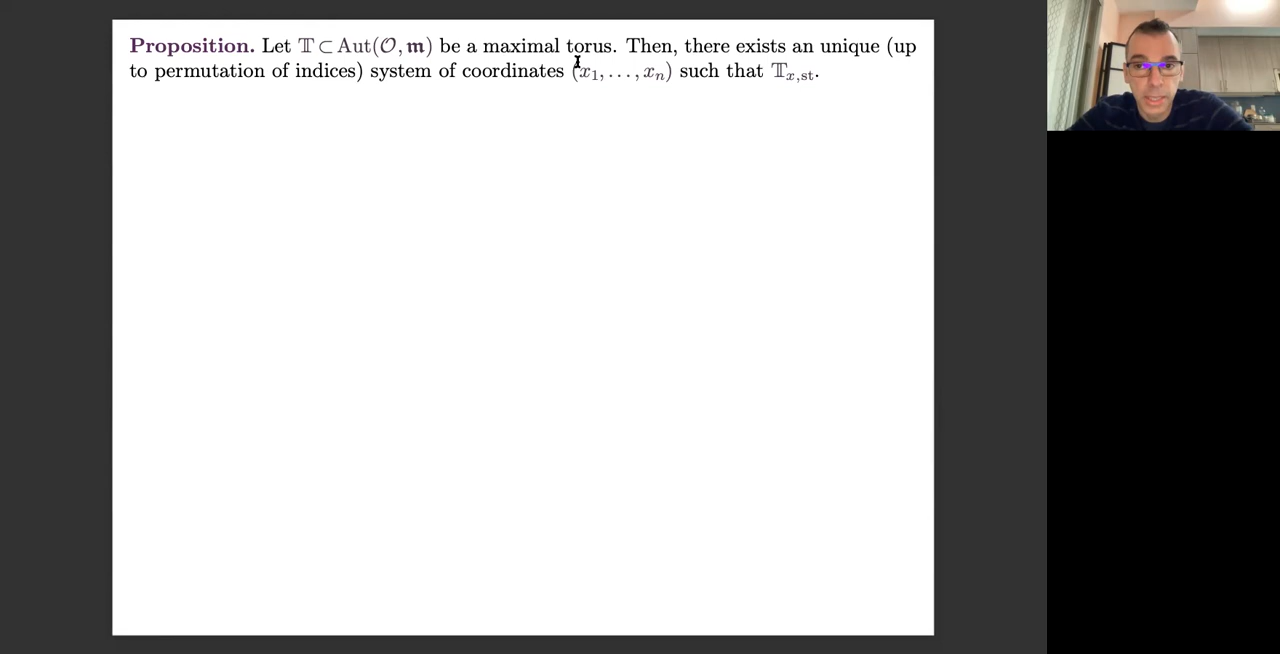 Proposition. Let 𝕋 ⊂ Aut(𝒪, 𝔪) be a maximal torus. Then, there exists an unique (up
to permutation of indices) system of coordinates (x₁, . . . , xₙ) such that 𝕋ₓ,ₛₜ.